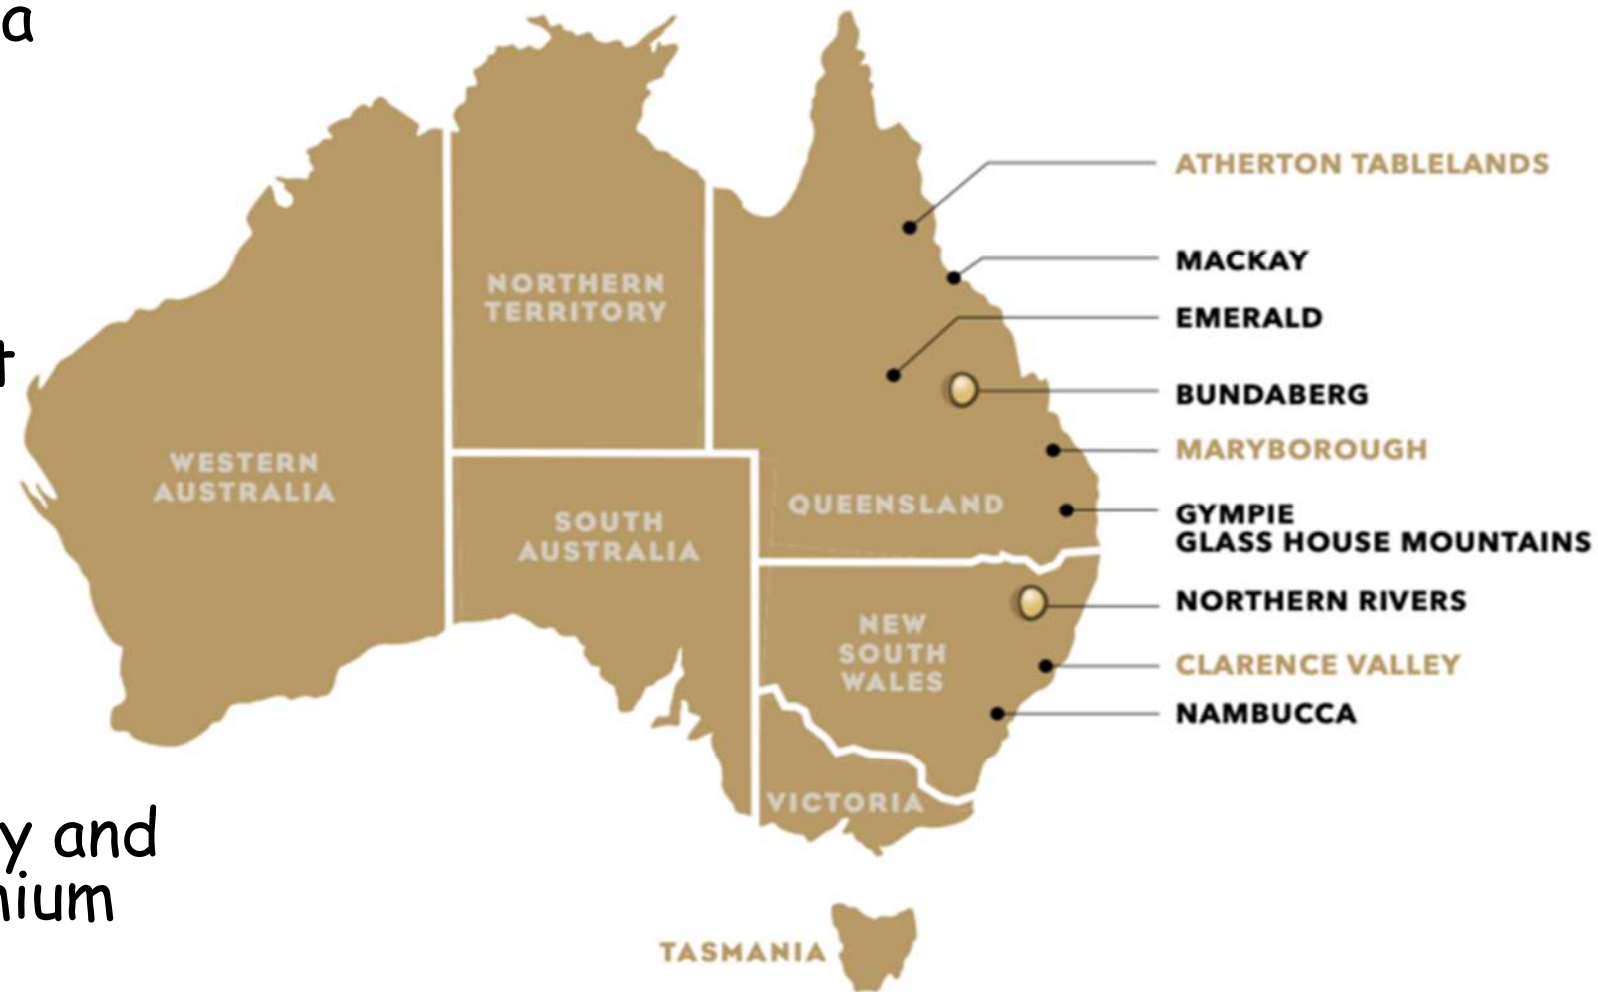 a
t
y and
nium
ATHERTON TABLELANDS
MACKAY
EMERALD
BUNDABERG
MARYBOROUGH
GYMPIE
GLASS HOUSE MOUNTAINS
NORTHERN RIVERS
CLARENCE VALLEY
NAMBUCCA
NORTHERN
TERRITORY
WESTERN
AUSTRALIA
SOUTH
AUSTRALIA
QUEENSLAND
NEW
SOUTH
WALES
VICTORIA
TASMANIA